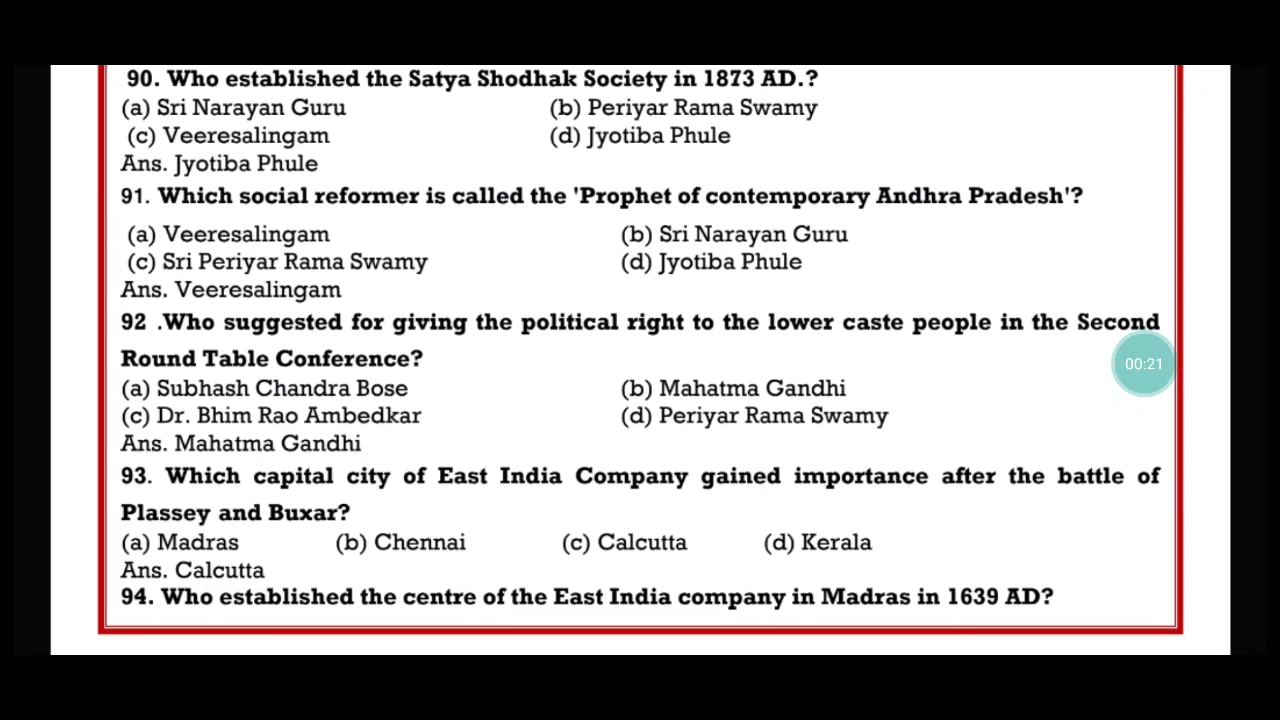 90. Who established the Satya Shodhak Society in 1873 AD.?
(a) Sri Narayan Guru (b) Periyar Rama Swamy
(c) Veeresalingam (d) Jyotiba Phule
Ans. Jyotiba Phule
91. Which social reformer is called the 'Prophet of contemporary Andhra Pradesh'?
(a) Veeresalingam (b) Sri Narayan Guru
(c) Sri Periyar Rama Swamy (d) Jyotiba Phule
Ans. Veeresalingam
92 .Who suggested for giving the political right to the lower caste people in the Second
Round Table Conference?
00:21
(a) Subhash Chandra Bose (b) Mahatma Gandhi
(c) Dr. Bhim Rao Ambedkar (d) Periyar Rama Swamy
Ans. Mahatma Gandhi
93. Which capital city of East India Company gained importance after the battle of
Plassey and Buxar?
(a) Madras (b) Chennai (c) Calcutta (d) Kerala
Ans. Calcutta
94. Who established the centre of the East India company in Madras in 1639 AD?